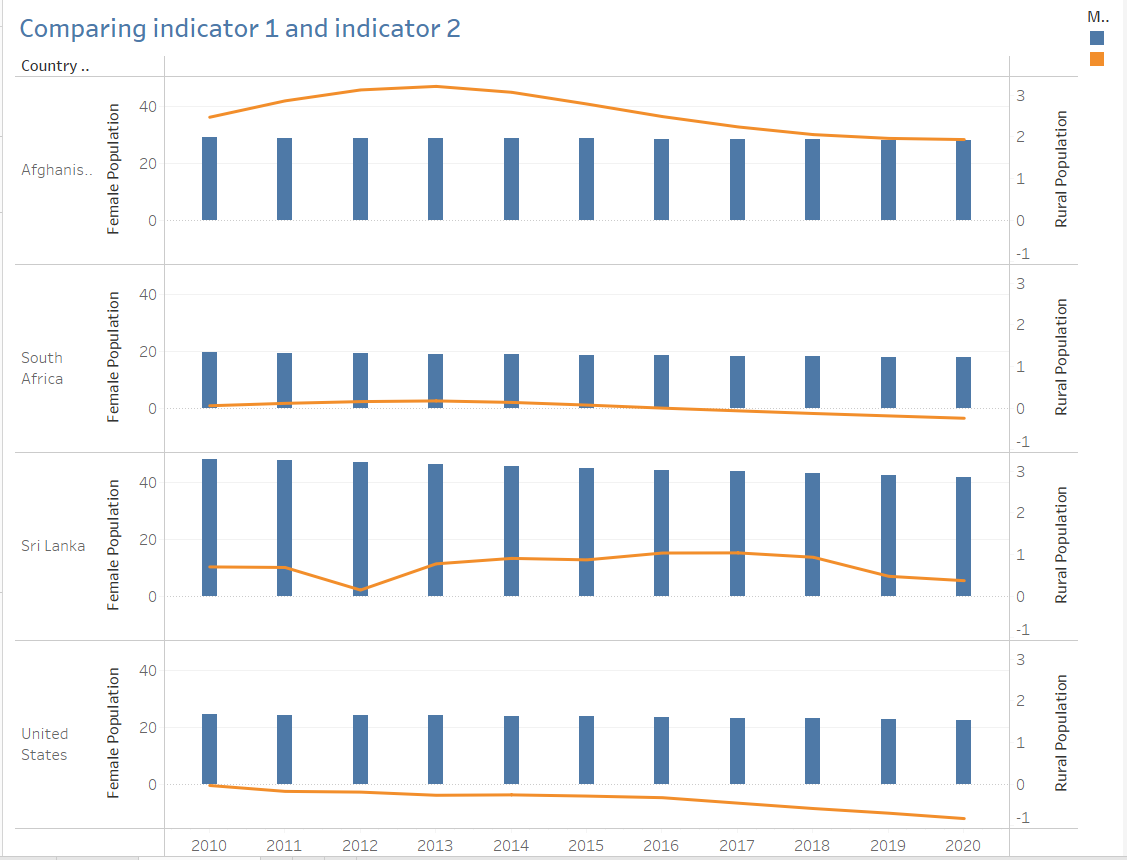 Comparing indicator 1 and indicator 2
M..
Country ..
Afghanis..
Female Population
40
20
0
3
2
1
0
-1
Rural Population
South
Africa
Female Population
40
20
0
3
2
1
0
-1
Rural Population
Sri Lanka
Female Population
40
20
0
3
2
1
0
-1
Rural Population
United
States
Female Population
40
20
0
3
2
1
0
-1
Rural Population
2010 2011 2012 2013 2014 2015 2016 2017 2018 2019 2020